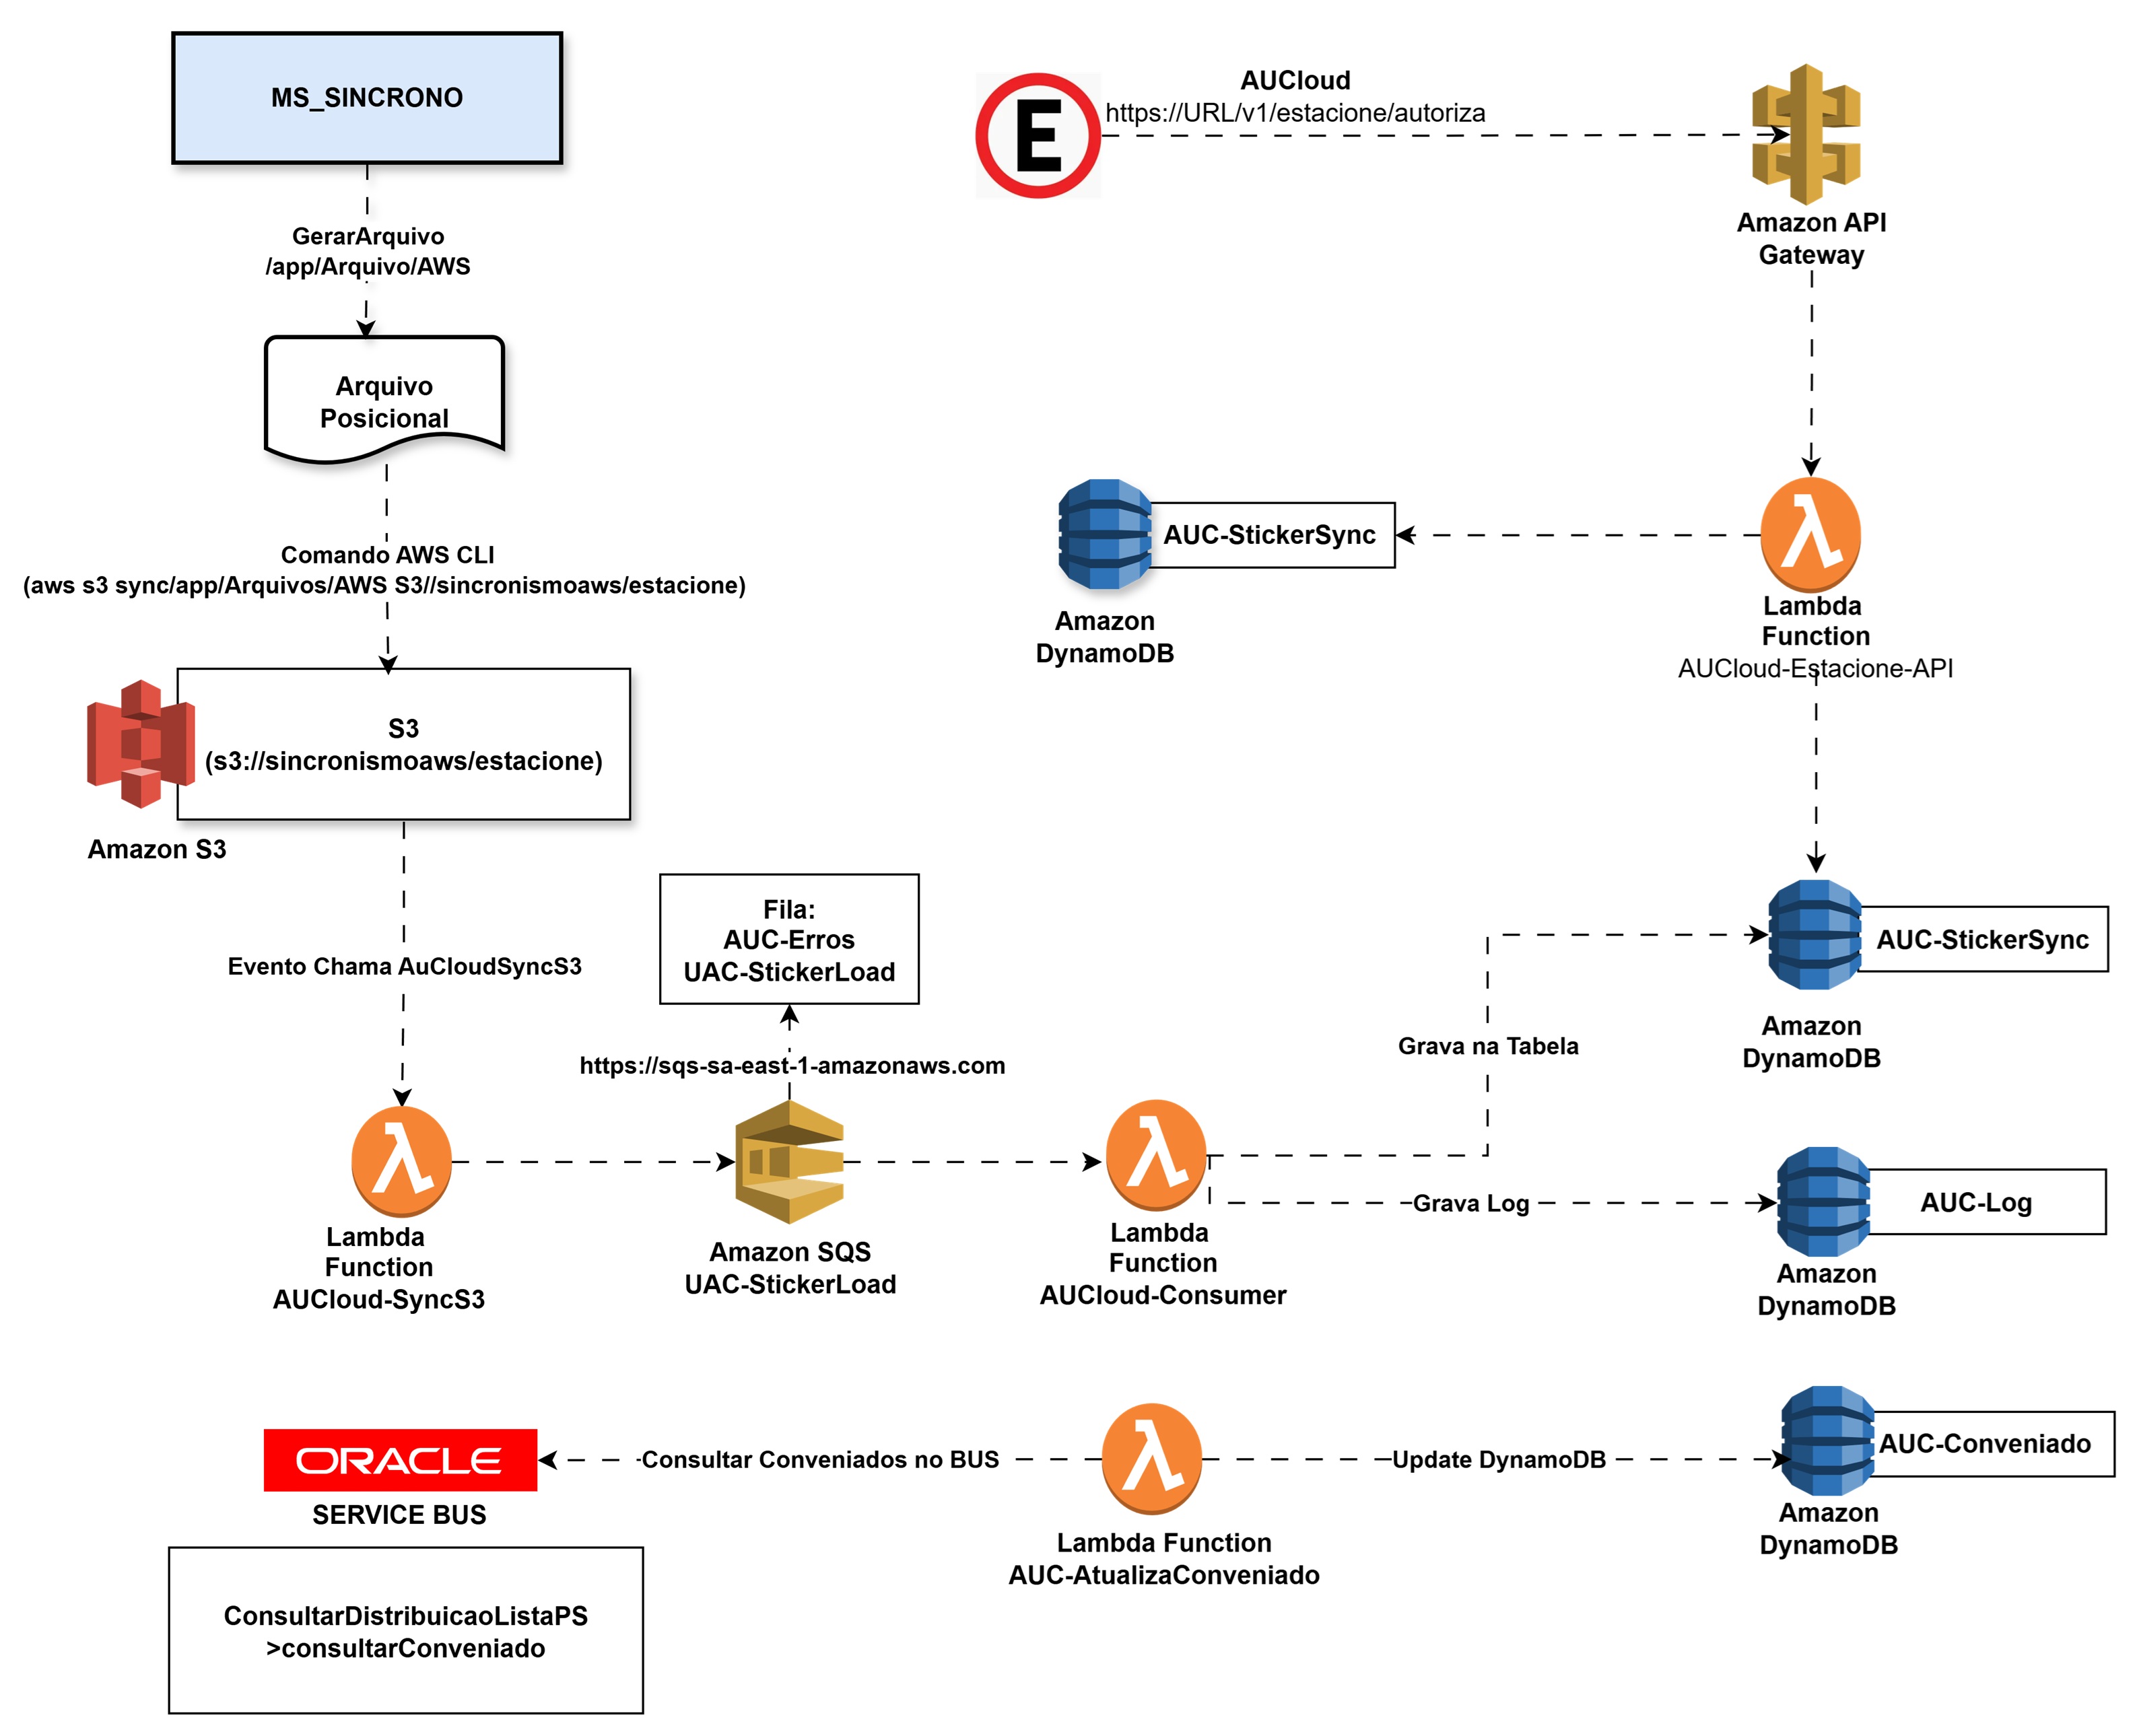 MS_SINCRONO
GerarArquivo
/app/Arquivo/AWS
Arquivo
Posicional
Comando AWS CLI
(aws s3 sync/app/Arquivos/AWS S3//sincronismoaws/estacione)
S3
(s3://sincronismoaws/estacione)
Amazon S3
Evento Chama AuCloudSyncS3
Lambda
Function
AUCloud-SyncS3
Fila:
AUC-Erros
UAC-StickerLoad
https://sqs-sa-east-1-amazonaws.com
Amazon SQS
UAC-StickerLoad
Lambda
Function
AUCloud-Consumer
Grava na Tabela
Grava Log
E
AUCloud
https://URL/v1/estacione/autoriza
Amazon API
Gateway
Lambda
Function
AUCloud-Estacione-API
AUC-StickerSync
Amazon
DynamoDB
AUC-StickerSync
Amazon
DynamoDB
AUC-Log
Amazon
DynamoDB
ORACLE
SERVICE BUS
Consultar Conveniados no BUS
Lambda Function
AUC-AtualizaConveniado
Update DynamoDB
AUC-Conveniado
Amazon
DynamoDB
ConsultarDistribuicaoListaPS
>consultarConveniado